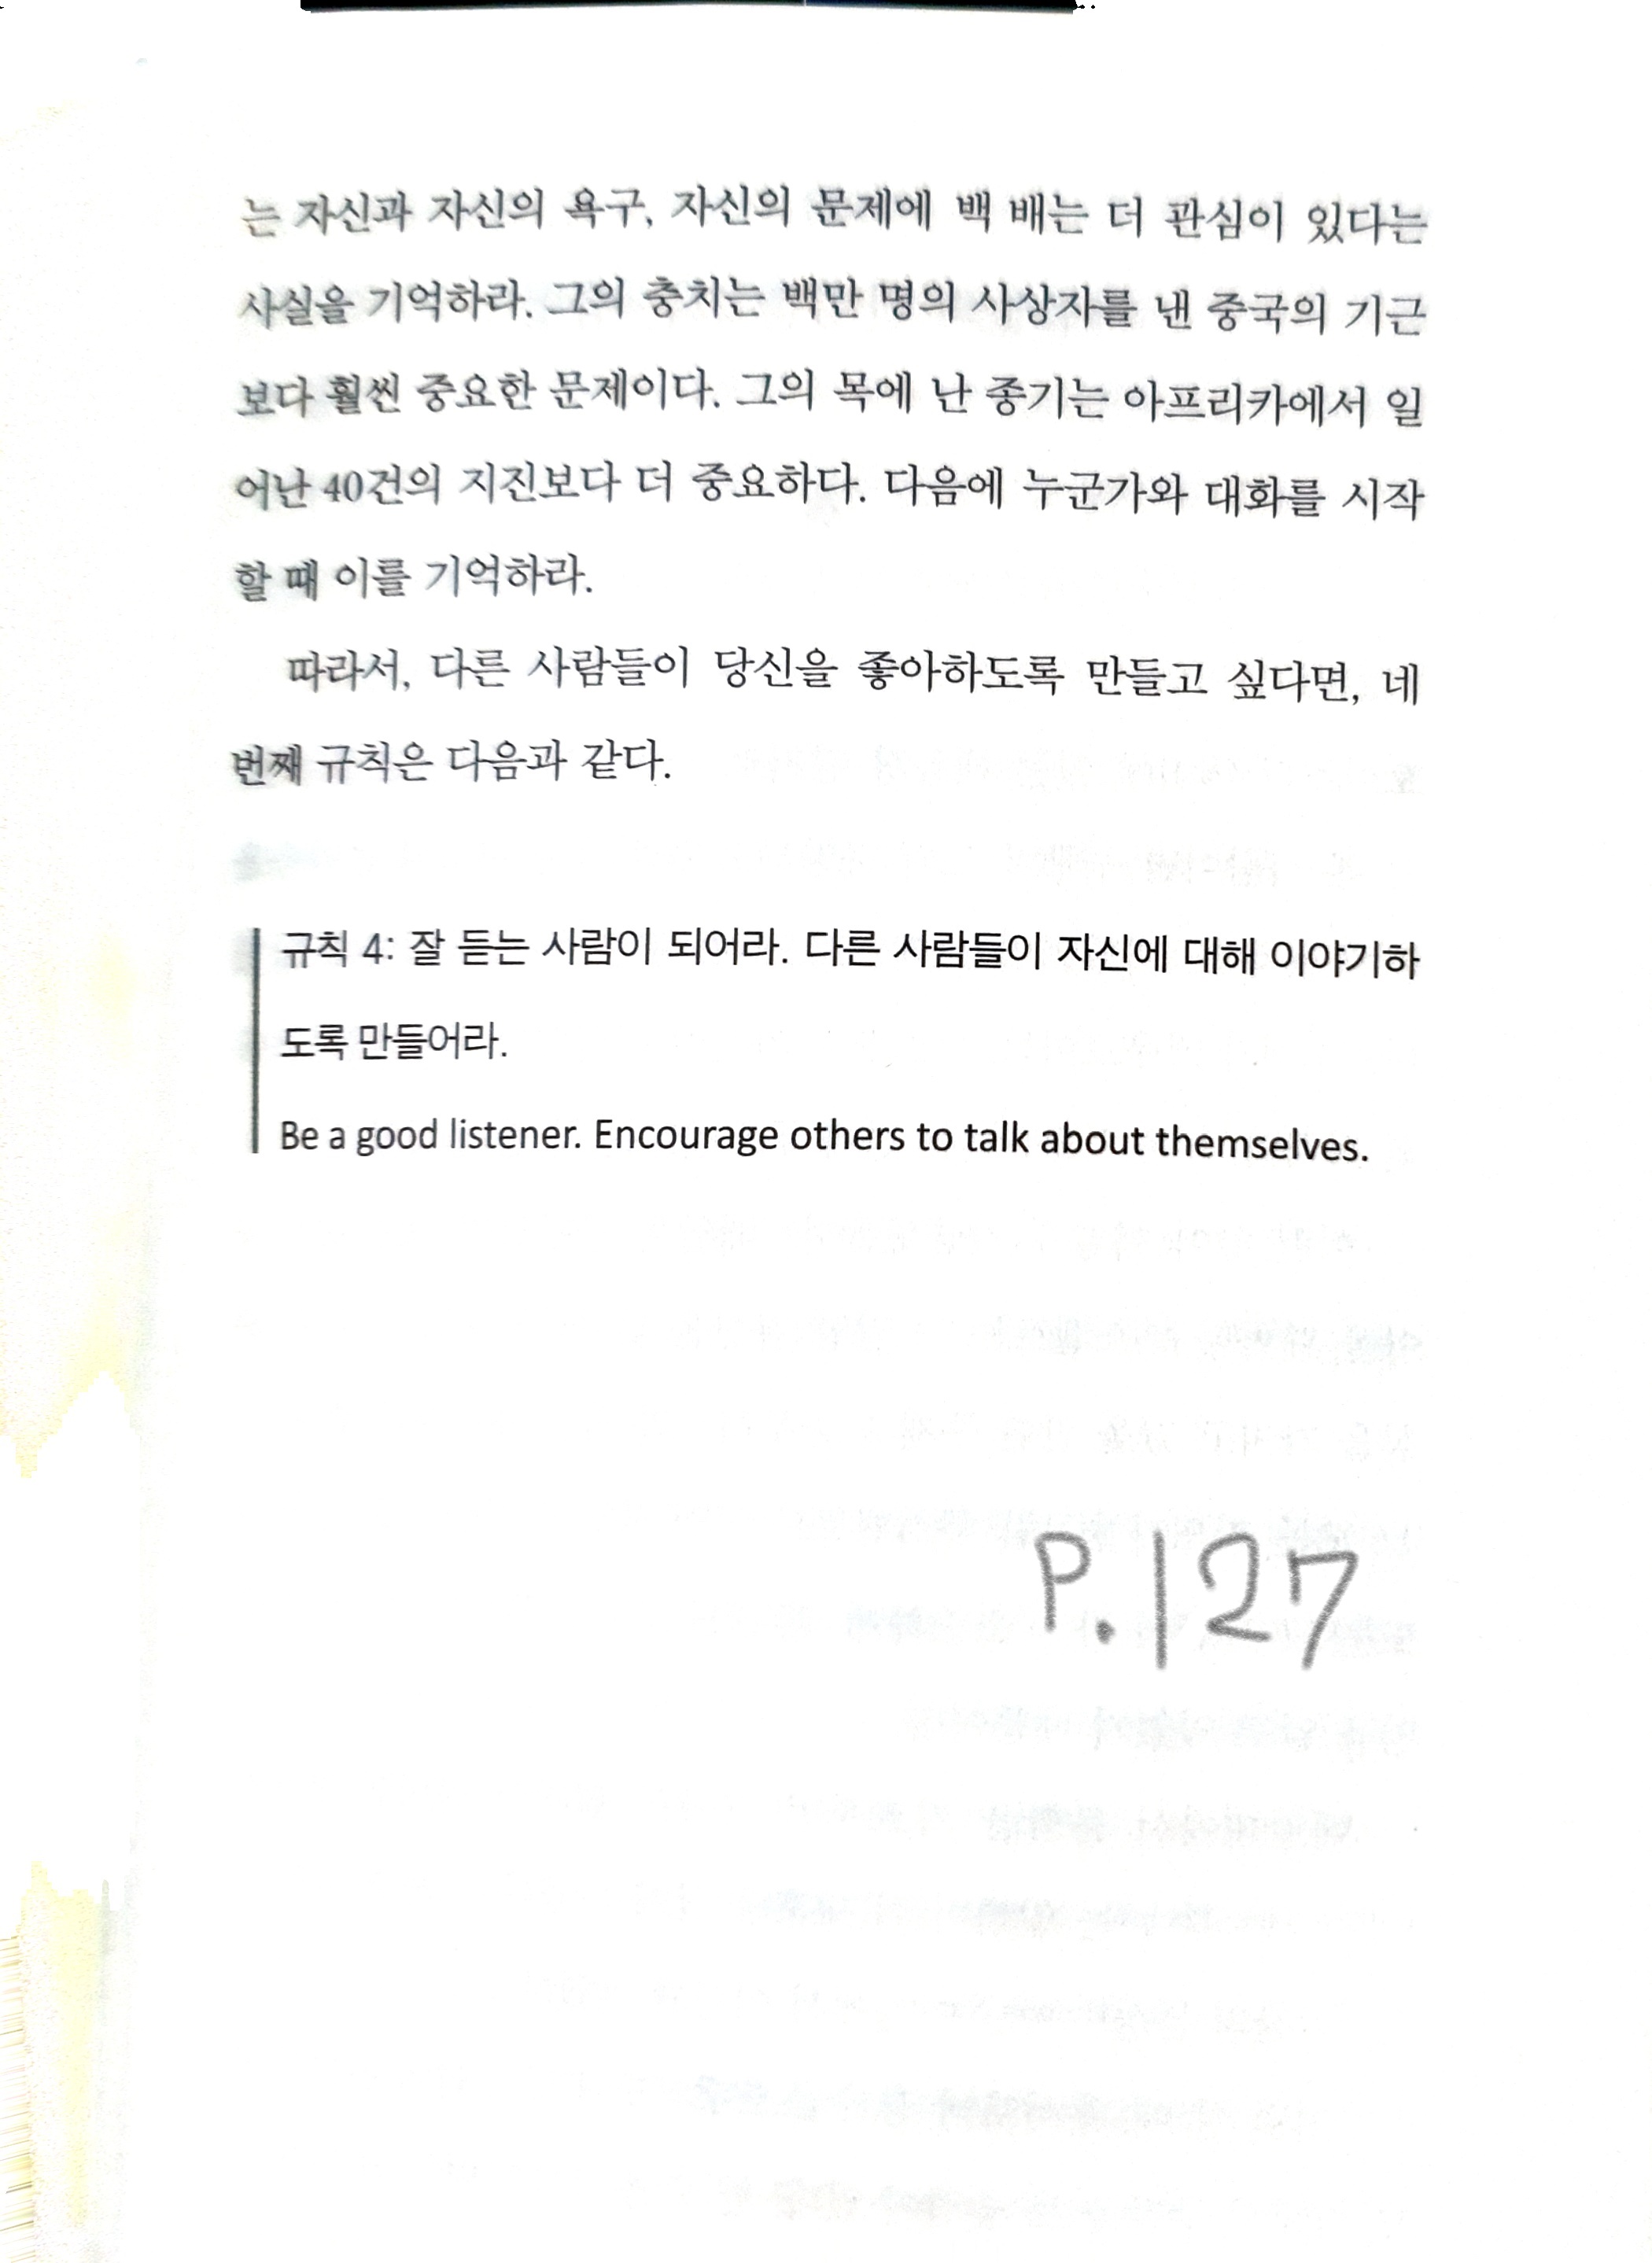 는 자신과 자신의 욕구, 자신의 문제에 백 배는 더 관심이 있다는
사실을 기억하라. 그의 충치는 백만 명의 사상자를 낸 중국의 기근
보다 훨씬 중요한 문제이다. 그의 목에 난 종기는 아프리카에서 일
어난 40건의 지진보다 더 중요하다. 다음에 누군가와 대화를 시작
할 때 이를 기억하라.
따라서, 다른 사람들이 당신을 좋아하도록 만들고 싶다면, 네
번째 규칙은 다음과 같다.
규칙 4: 잘 듣는 사람이 되어라. 다른 사람들이 자신에 대해 이야기하
도록 만들어라.
Be a good listener. Encourage others to talk about themselves.
P.127